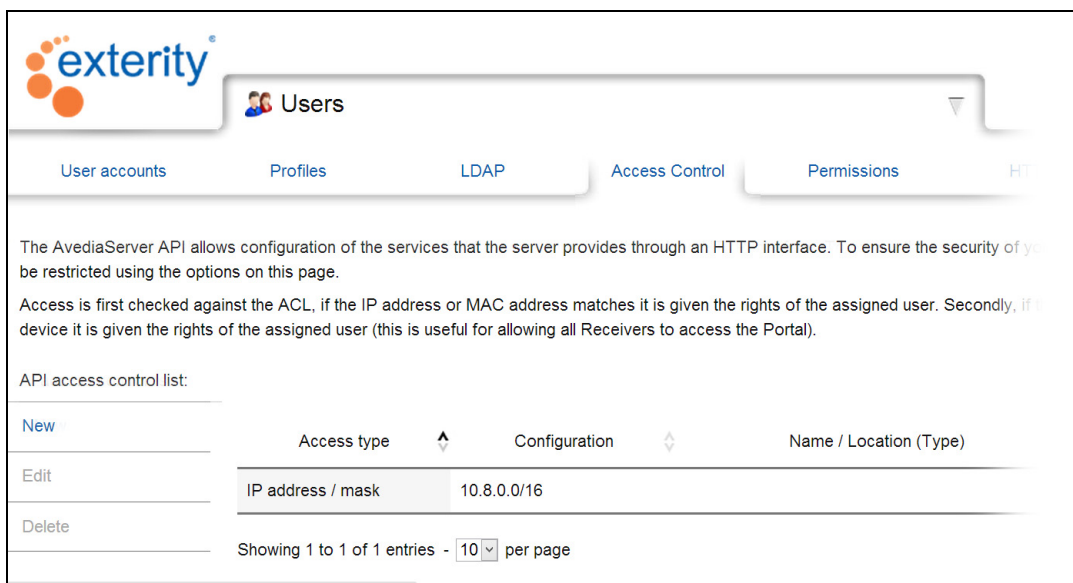 exterity®
Users
User accounts
Profiles
LDAP
Access Control
Permissions
HT
The AvediaServer API allows configuration of the services that the server provides through an HTTP interface. To ensure the security of yo
be restricted using the options on this page.
Access is first checked against the ACL, if the IP address or MAC address matches it is given the rights of the assigned user. Secondly, if
device it is given the rights of the assigned user (this is useful for allowing all Receivers to access the Portal).
API access control list:
New
Edit
Delete
Access type
Configuration
Name / Location (Type)
IP address / mask
10.8.0.0/16
Showing 1 to 1 of 1 entries - 10 per page